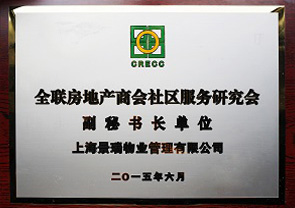 CRECC
全联房地产商会社区服务研究会
副秘书长单位
上海景瑞物业管理有限公司
二〇一五年六月